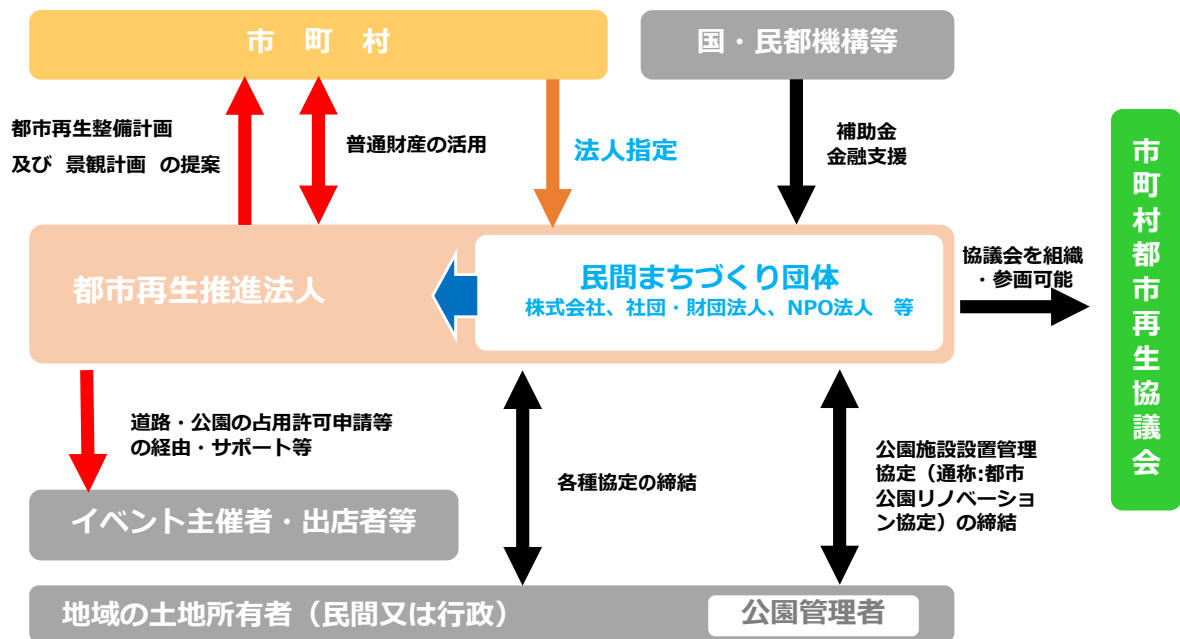 市　町　村
国・民都機構等
都市再生整備計画
及び 景観計画 の提案
普通財産の活用
法人指定
補助金
金融支援
都市再生推進法人
民間まちづくり団体
株式会社、社団・財団法人、NPO法人　等
協議会を組織
・参画可能
市町村都市再生協議会
道路・公園の占用許可申請等
の経由・サポート等
各種協定の締結
公園施設設置管理
協定（通称:都市
公園リノベーショ
ン協定）の締結
イベント主催者・出店者等
地域の土地所有者（民間又は行政）
公園管理者